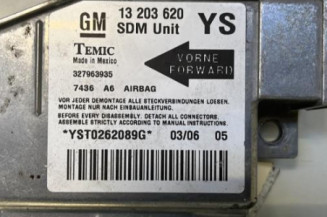 GM 13 203 620 YS
SDM Unit
TEMIC
Made in Mexico
VORNE
FORWARD
327963935
7436 A6 AIRBAG
VOR JEDER DEMONTAGE ALLE STECKVERBINDUNGEN LOESEN.
MONTAGE NUR NACH EINBAUANLEITUNG.
BEFORE EVERY DISASSEMBLY. DETACH ALL CONNECTORS.
ASSEMBLE STRICTLY ACCORDING TO MANUAL INSTRUCTIONS.
*YST0262089G* 03/06 05